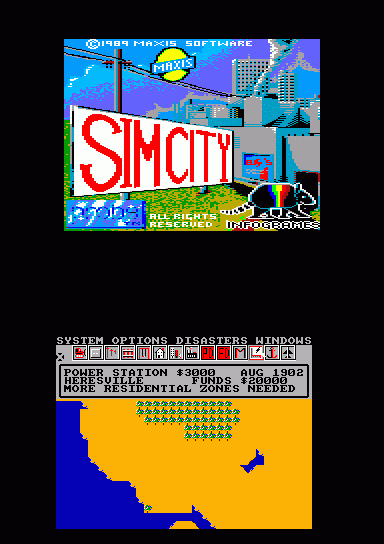 ©1989 MAXIS SOFTWARE
MAXIS
SIM CITY
ALL RIGHTS
RESERVED
INFOGRAMES
SYSTEM OPTIONS DISASTERS WINDOWS
POWER STATION $3000 AUG 1902
HERESVILLE FUNDS $20000
MORE RESIDENTIAL ZONES NEEDED